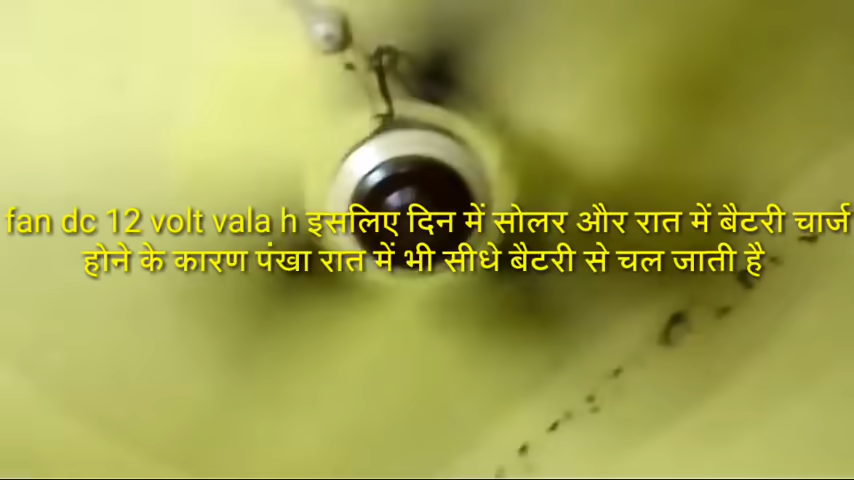 fan dc 12 volt vala h इसलिए दिन में सोलर और रात में बैटरी चार्ज
होने के कारण पंखा रात में भी सीधे बैटरी से चल जाती है